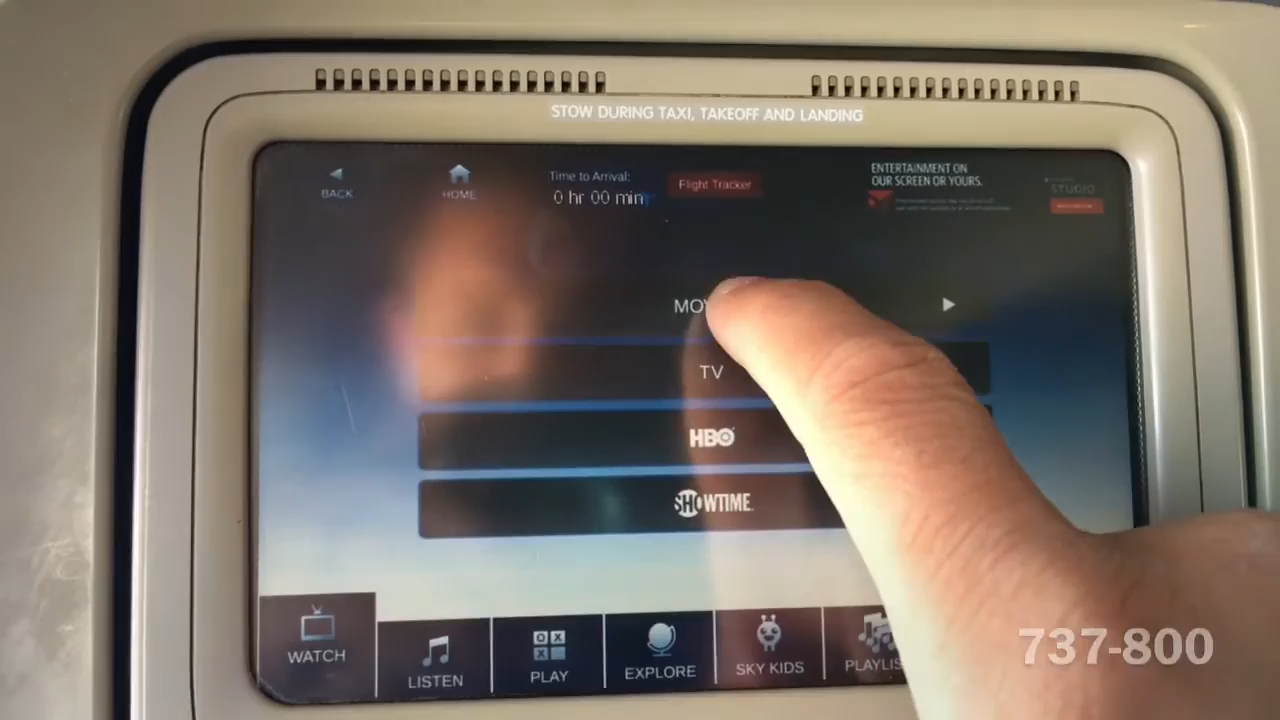 STOW DURING TAXI, TAKEOFF AND LANDING
BACK
HOME
Time to Arrival:
0 hr 00 min
Flight Tracker
ENTERTAINMENT ON
OUR SCREEN OR YOURS.
STUDIO
MOV
TV
HBO
SHOWTIME
WATCH
LISTEN
PLAY
EXPLORE
SKY KIDS
PLAYLIS
737-800